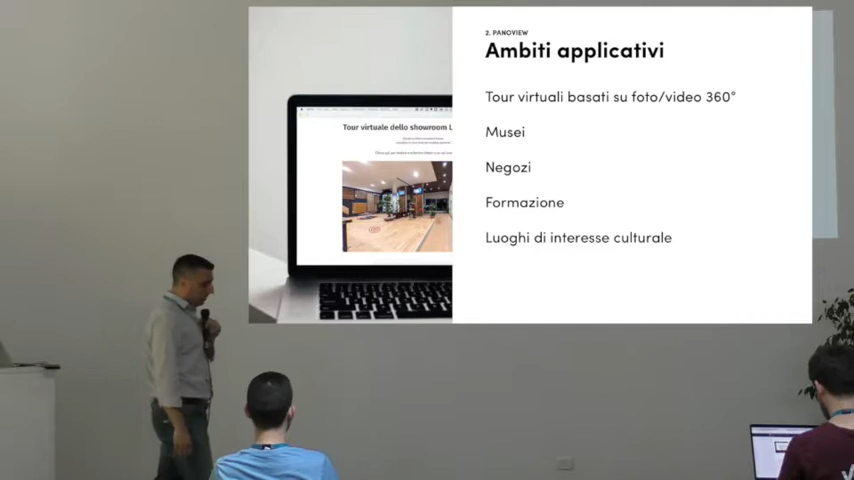 2. PANOVIEW
Ambiti applicativi
Tour virtuali basati su foto/video 360°
Musei
Negozi
Formazione
Luoghi di interesse culturale
Tour virtuale dello showroom L